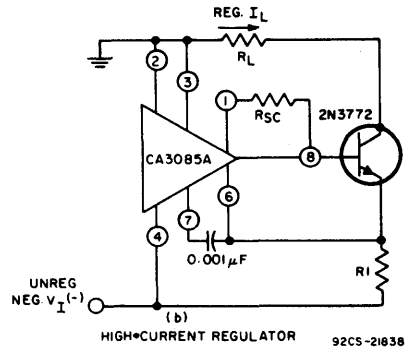 REG. I_L
R_L
2
3
1
R_SC
2N3772
CA3085A
8
6
7
4
0.001µF
R1
UNREG
NEG. V_I(-)
(b)
HIGH-CURRENT REGULATOR
92CS-21838